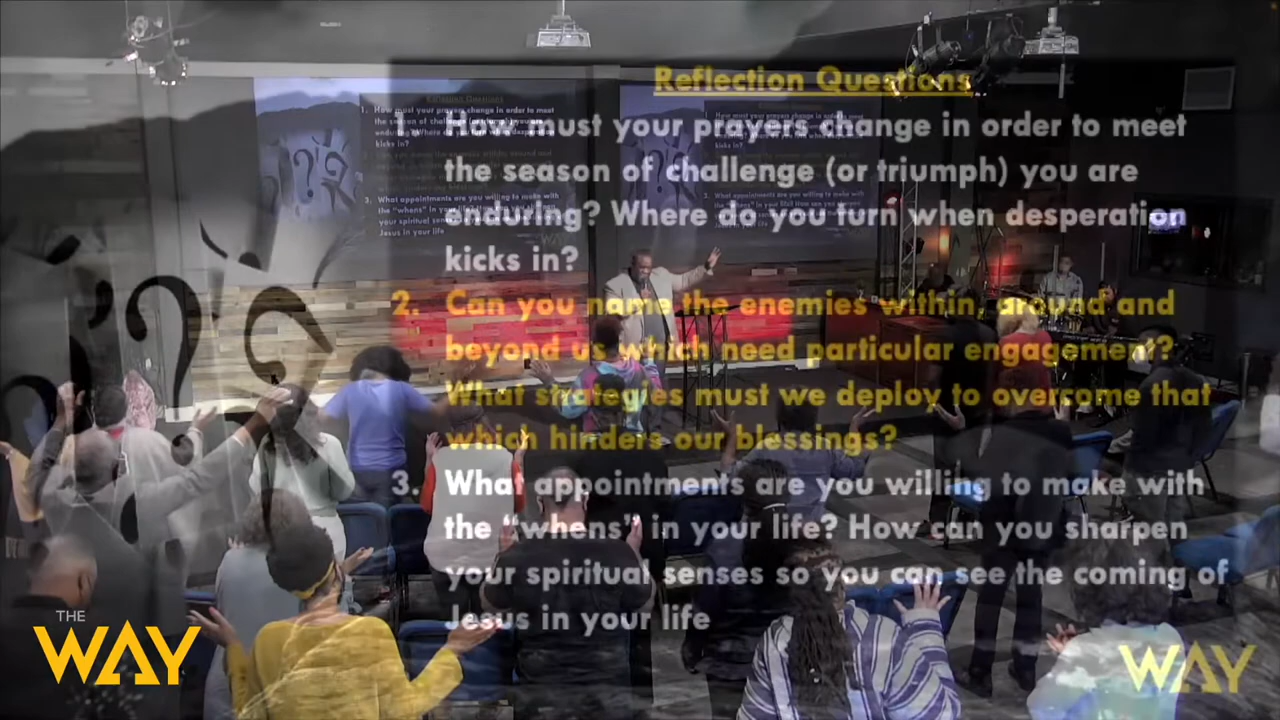 Reflection Questions
1. How must your prayers change in order to meet
the season of challenge (or triumph) you are
enduring? Where do you turn when desperation
kicks in?
2. Can you name the enemies within, around and
beyond us which need particular engagement?
What strategies must we deploy to overcome that
which hinders our blessings?
3. What appointments are you willing to make with
the “whens” in your life? How can you sharpen
your spiritual senses so you can see the coming of
Jesus in your life
THE
WAY
WAY